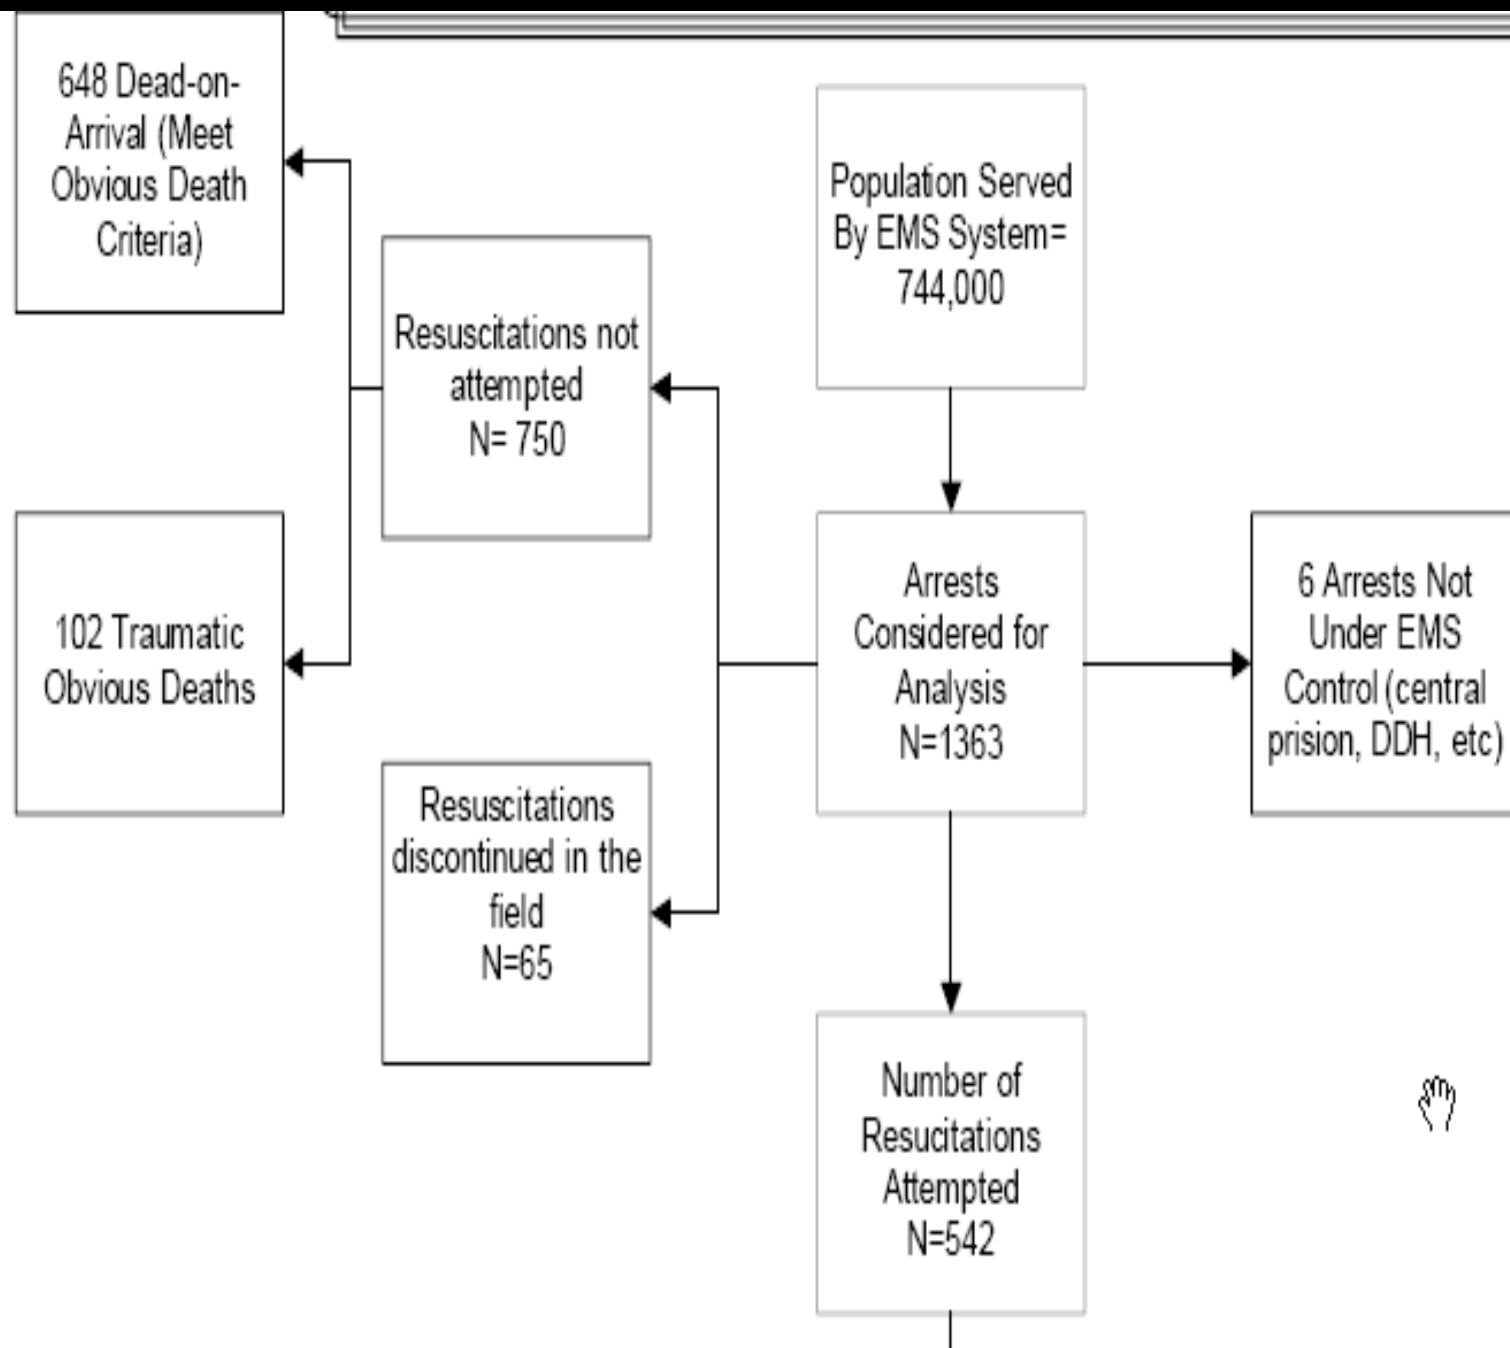 648 Dead-on-
Arrival (Meet
Obvious Death
Criteria)
Population Served
By EMS System=
744,000
Resuscitations not
attempted
N= 750
102 Traumatic
Obvious Deaths
Arrests
Considered for
Analysis
N=1363
6 Arrests Not
Under EMS
Control (central
prision, DDH, etc)
Resuscitations
discontinued in the
field
N=65
Number of
Resucitations
Attempted
N=542